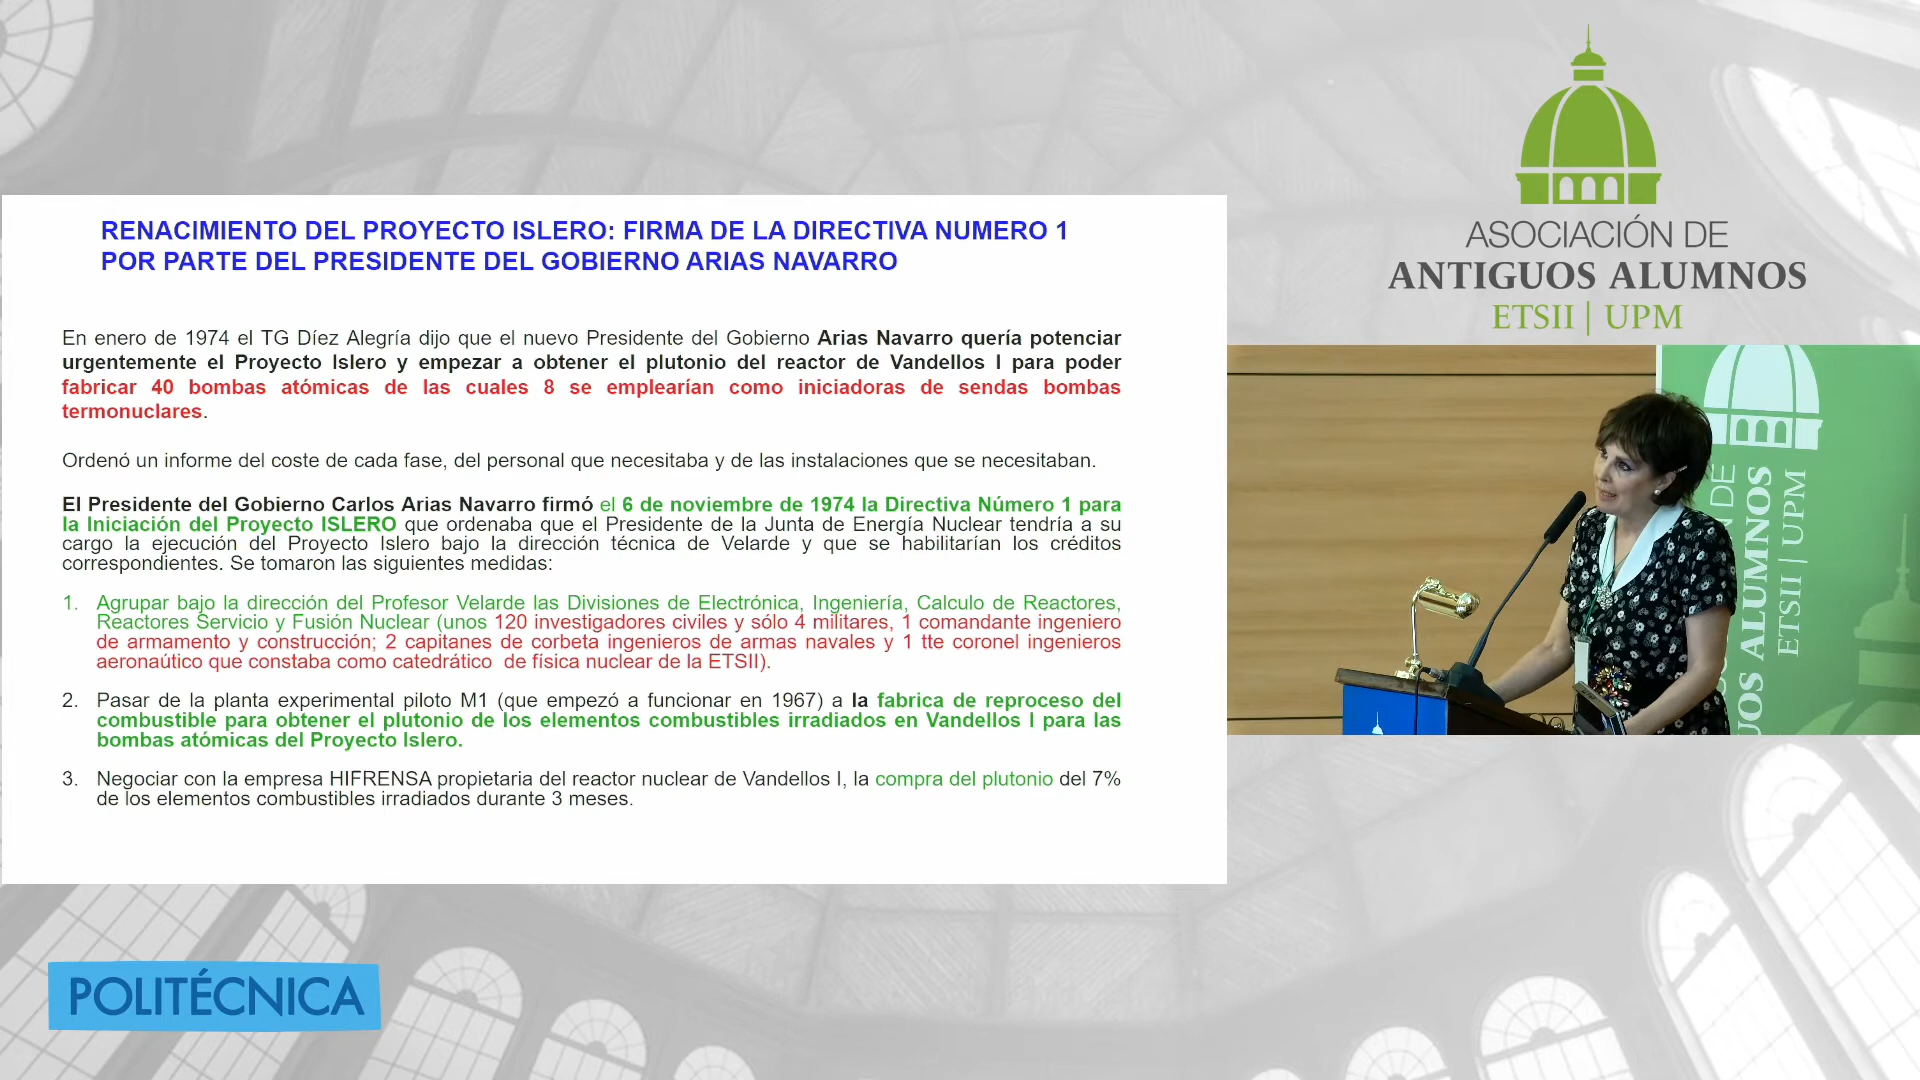 RENACIMIENTO DEL PROYECTO ISLERO: FIRMA DE LA DIRECTIVA NUMERO 1
POR PARTE DEL PRESIDENTE DEL GOBIERNO ARIAS NAVARRO
En enero de 1974 el TG Díez Alegría dijo que el nuevo Presidente del Gobierno Arias Navarro quería potenciar
urgentemente el Proyecto Islero y empezar a obtener el plutonio del reactor de Vandellos I para poder
fabricar 40 bombas atómicas de las cuales 8 se emplearían como iniciadoras de sendas bombas
termonuclares.
Ordenó un informe del coste de cada fase, del personal que necesitaba y de las instalaciones que se necesitaban.
El Presidente del Gobierno Carlos Arias Navarro firmó el 6 de noviembre de 1974 la Directiva Número 1 para
la Iniciación del Proyecto ISLERO que ordenaba que el Presidente de la Junta de Energía Nuclear tendría a su
cargo la ejecución del Proyecto Islero bajo la dirección técnica de Velarde y que se habilitarían los créditos
correspondientes. Se tomaron las siguientes medidas:
1. Agrupar bajo la dirección del Profesor Velarde las Divisiones de Electrónica, Ingeniería, Calculo de Reactores,
Reactores Servicio y Fusión Nuclear (unos 120 investigadores civiles y sólo 4 militares, 1 comandante ingeniero
de armamento y construcción; 2 capitanes de corbeta ingenieros de armas navales y 1 tte coronel ingenieros
aeronaútico que constaba como catedrático de física nuclear de la ETSII).
2. Pasar de la planta experimental piloto M1 (que empezó a funcionar en 1967) a la fabrica de reproceso del
combustible para obtener el plutonio de los elementos combustibles irradiados en Vandellos I para las
bombas atómicas del Proyecto Islero.
3. Negociar con la empresa HIFRENSA propietaria del reactor nuclear de Vandellos I, la compra del plutonio del 7%
de los elementos combustibles irradiados durante 3 meses.
ASOCIACIÓN DE
ANTIGUOS ALUMNOS
ETSII | UPM
N DE
UOS ALUMNOS
ETSII | UPM
POLITÉCNICA